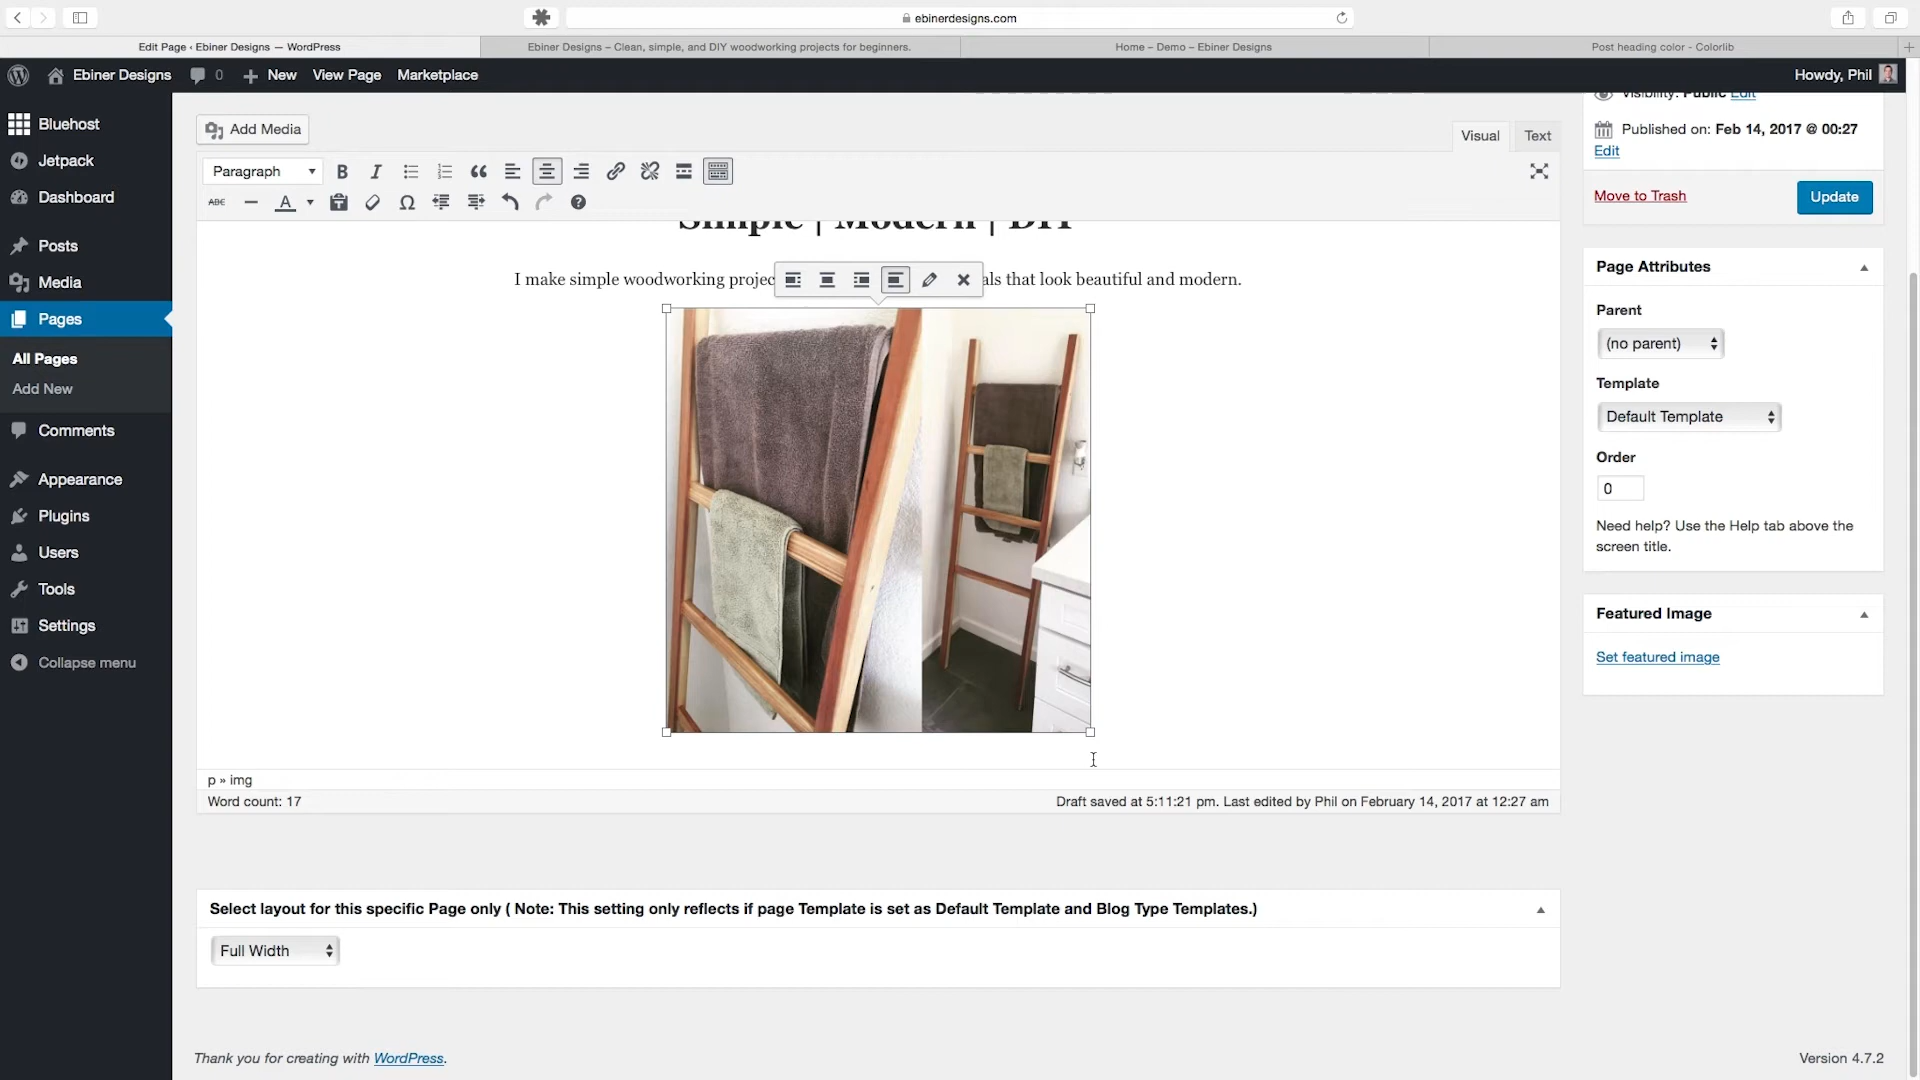 ebinerdesigns.com
Edit Page ‹ Ebiner Designs — WordPress
Ebiner Designs – Clean, simple, and DIY woodworking projects for beginners.
Home – Demo – Ebiner Designs
Post heading color - Colorlib
Ebiner Designs
0
New
View Page
Marketplace
Howdy, Phil
Bluehost
Jetpack
Dashboard
Posts
Media
Pages
All Pages
Add New
Comments
Appearance
Plugins
Users
Tools
Settings
Collapse menu
Add Media
Visual
Text
Paragraph
B
I
ABC
A
Ω
Simple | Modern | DIY
I make simple woodworking projec
als that look beautiful and modern.
p » img
Word count: 17
Draft saved at 5:11:21 pm. Last edited by Phil on February 14, 2017 at 12:27 am
Select layout for this specific Page only ( Note: This setting only reflects if page Template is set as Default Template and Blog Type Templates.)
Full Width
Thank you for creating with WordPress.
Visibility: Public Edit
Published on: Feb 14, 2017 @ 00:27
Edit
Move to Trash
Update
Page Attributes
Parent
(no parent)
Template
Default Template
Order
0
Need help? Use the Help tab above the
screen title.
Featured Image
Set featured image
Version 4.7.2